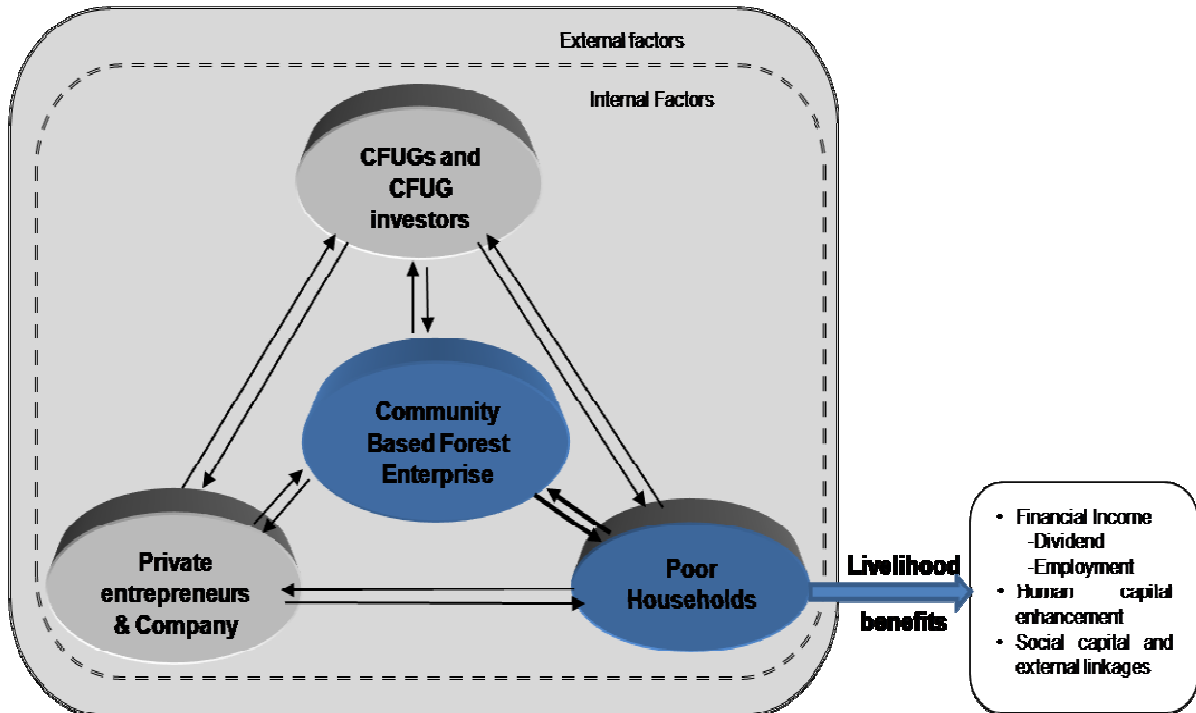 External factors
Internal Factors
CFUGs and
CFUG
investors
Community
Based Forest
Enterprise
Private
entrepreneurs
& Company
Poor
Households
Livelihood
benefits
• Financial Income
-Dividend
-Employment
• Human capital
enhancement
• Social capital and
external linkages